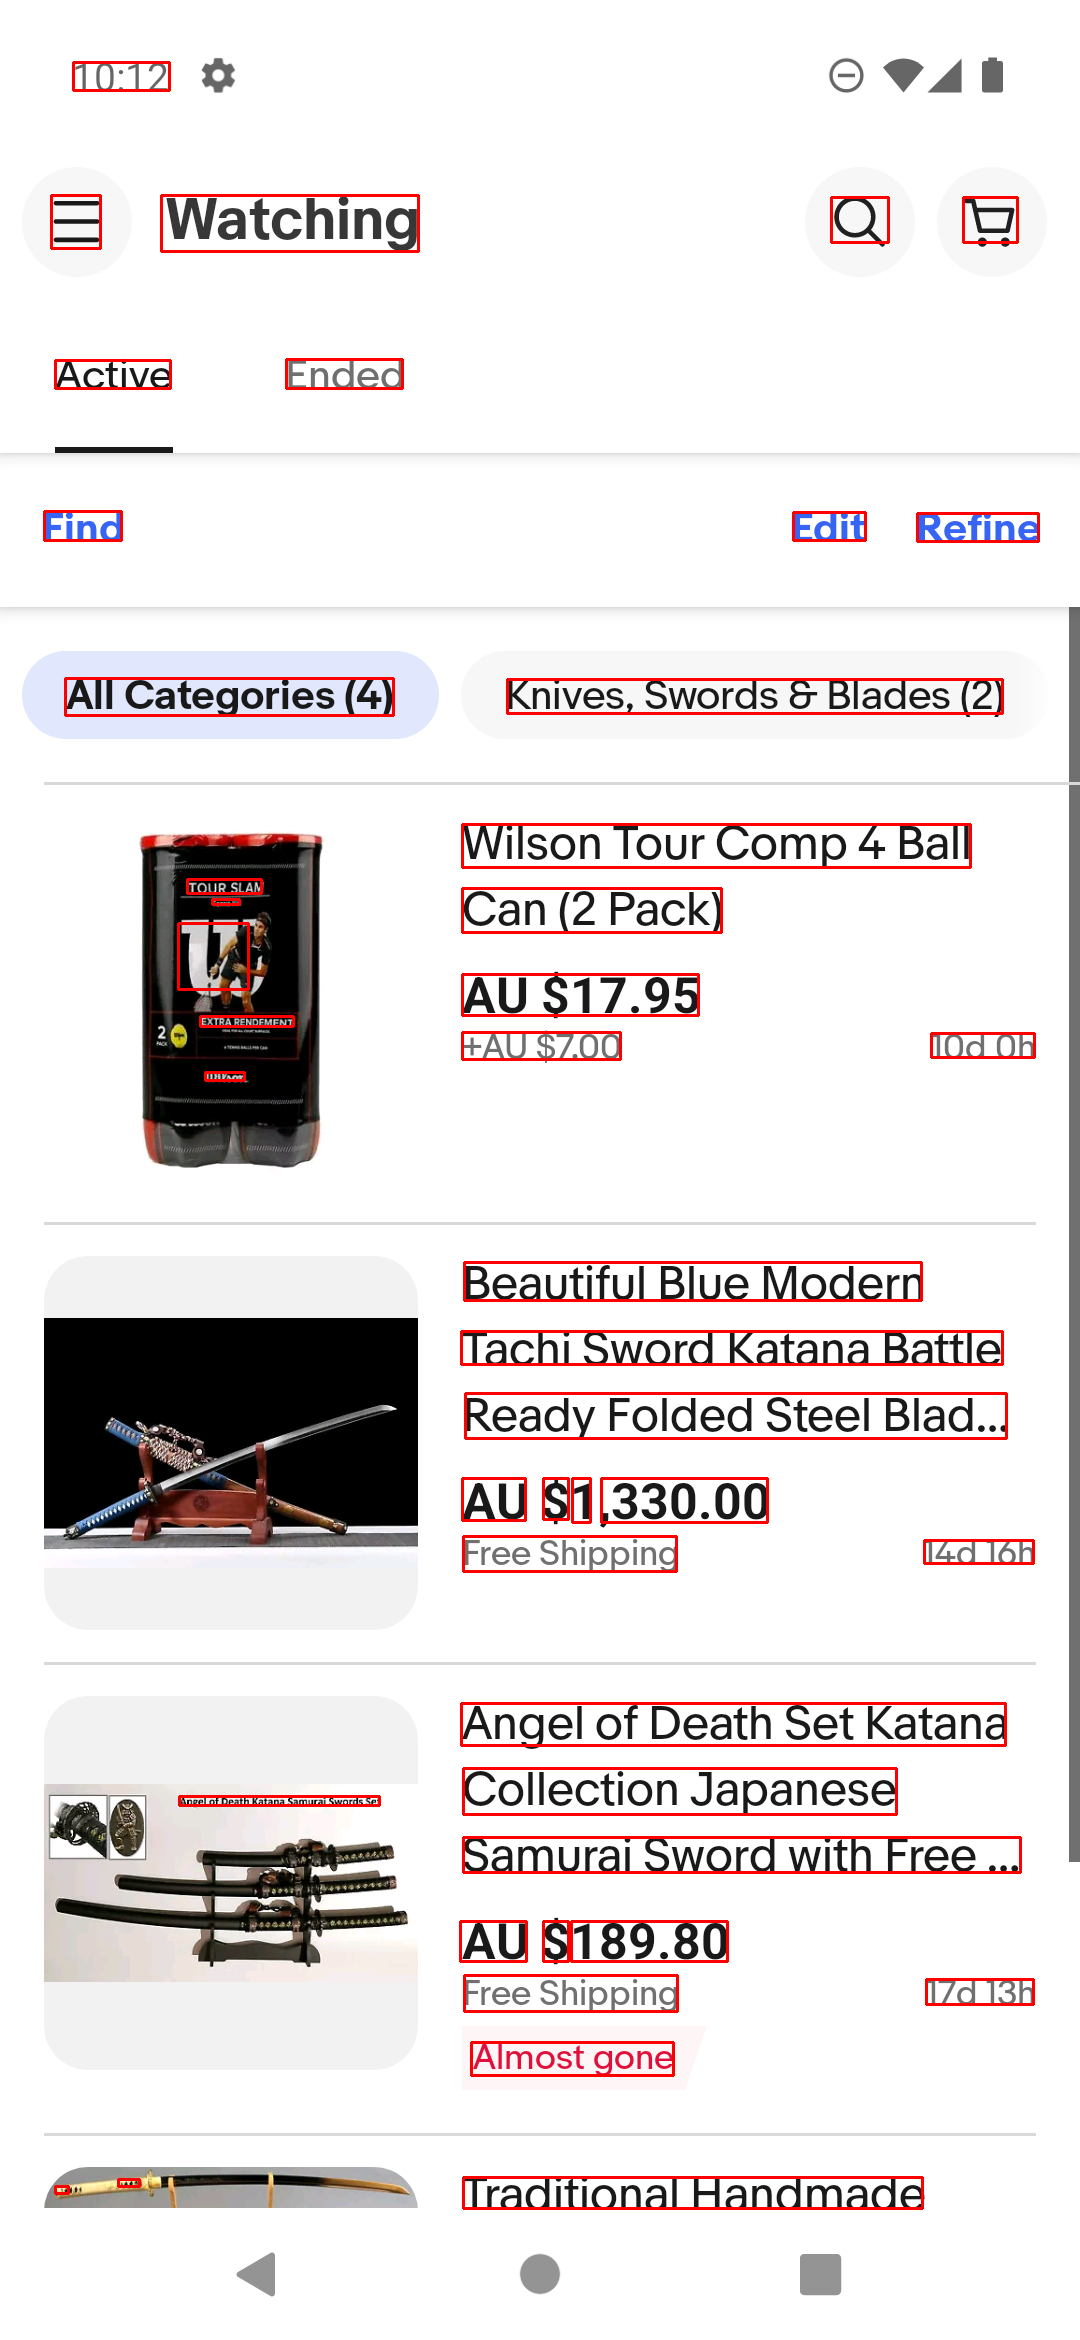 10:12
Watching
Active
Ended
Find
Edit
Refine
All Categories (4)
Knives, Swords & Blades (2)
TOUR SLAM
EXTRA RENDEMENT
2
PACK
Wilson Tour Comp 4 Ball
Can (2 Pack)
AU $17.95
+AU $7.00
10d 0h
Beautiful Blue Modern
Tachi Sword Katana Battle
Ready Folded Steel Blad...
AU $1,330.00
Free Shipping
14d 16h
Angel of Death Katana Samurai Swords Set
Angel of Death Set Katana
Collection Japanese
Samurai Sword with Free ...
AU $189.80
Free Shipping
17d 13h
Almost gone
Traditional Handmade